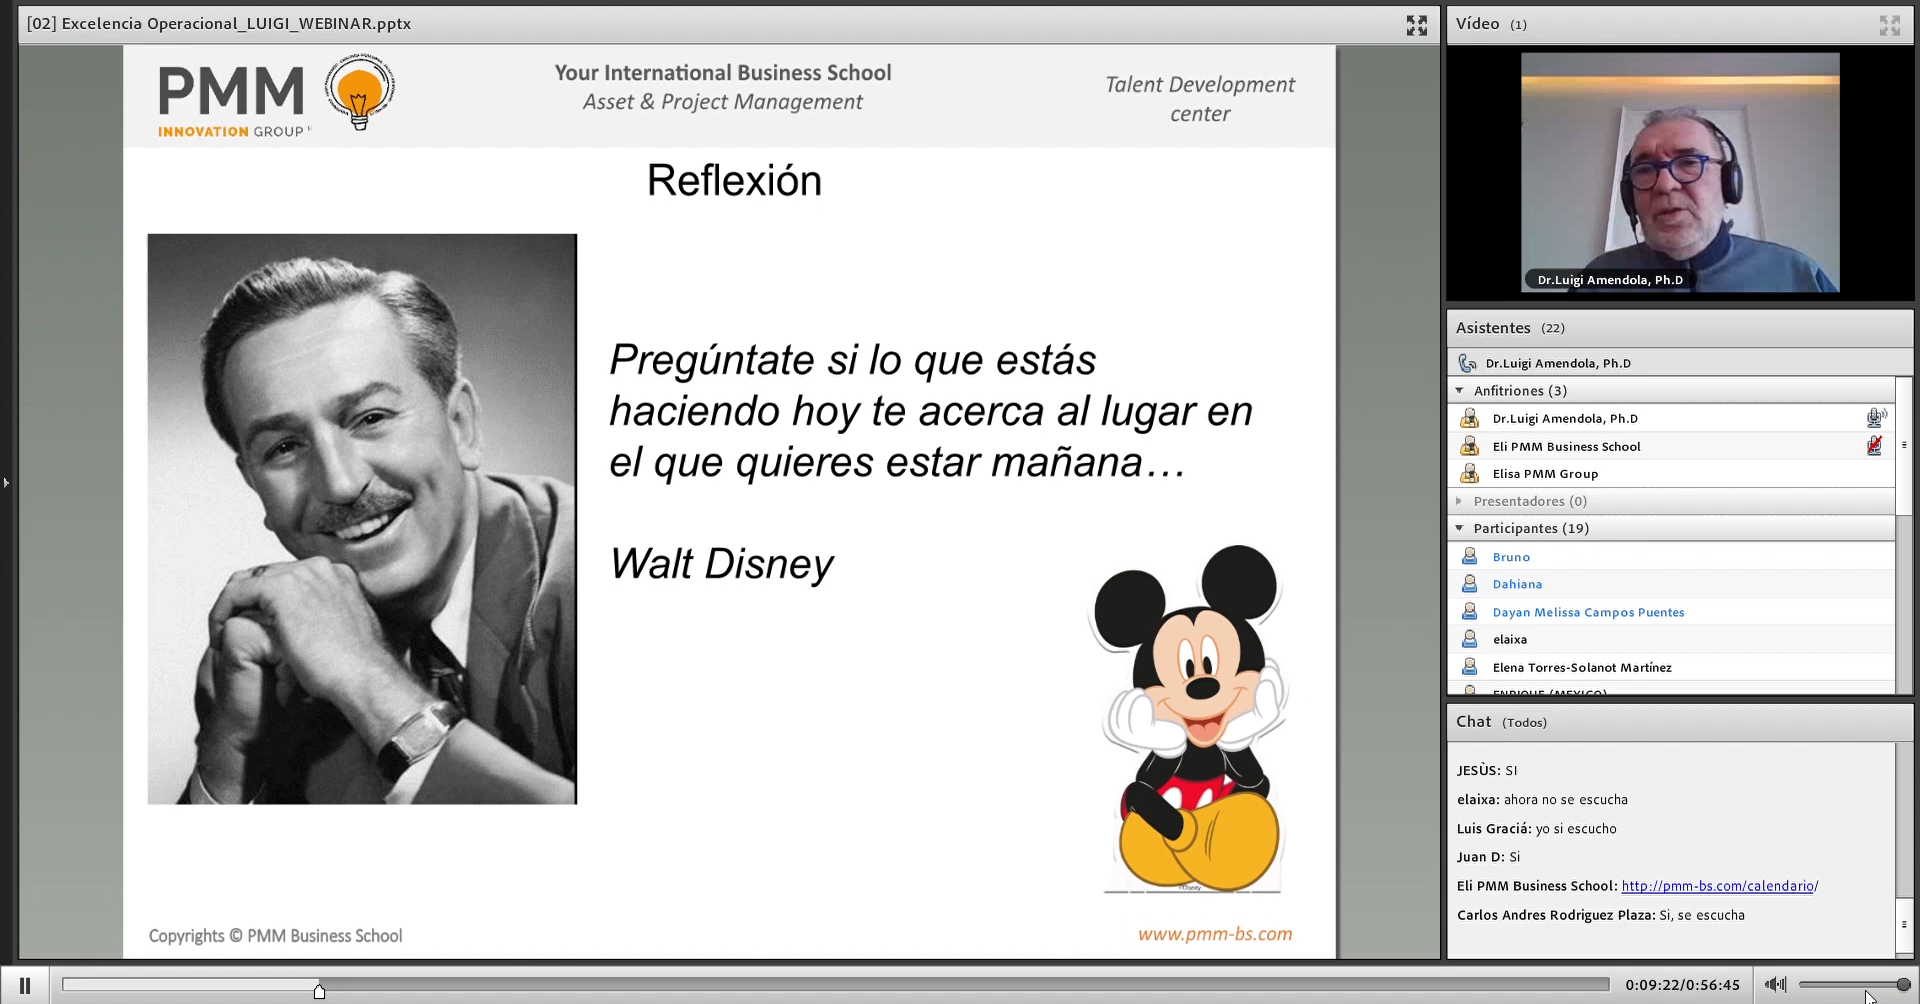 [02] Excelencia Operacional_LUIGI_WEBINAR.pptx
PMM
INNOVATION GROUP
Your International Business School
Asset & Project Management
Talent Development
center
Reflexión
Pregúntate si lo que estás
haciendo hoy te acerca al lugar en
el que quieres estar mañana…
Walt Disney
©Disney
Copyrights © PMM Business School
www.pmm-bs.com
Vídeo (1)
Dr.Luigi Amendola, Ph.D
Asistentes (22)
Dr.Luigi Amendola, Ph.D
Anfitriones (3)
Dr.Luigi Amendola, Ph.D
Eli PMM Business School
Elisa PMM Group
Presentadores (0)
Participantes (19)
Bruno
Dahiana
Dayan Melissa Campos Puentes
elaixa
Elena Torres-Solanot Martínez
ENRIQUE (MEXICO)
Chat (Todos)
JESÙS: SI
elaixa: ahora no se escucha
Luis Graciá: yo si escucho
Juan D: Si
Eli PMM Business School: http://pmm-bs.com/calendario/
Carlos Andres Rodriguez Plaza: Si, se escucha
0:09:22/0:56:45